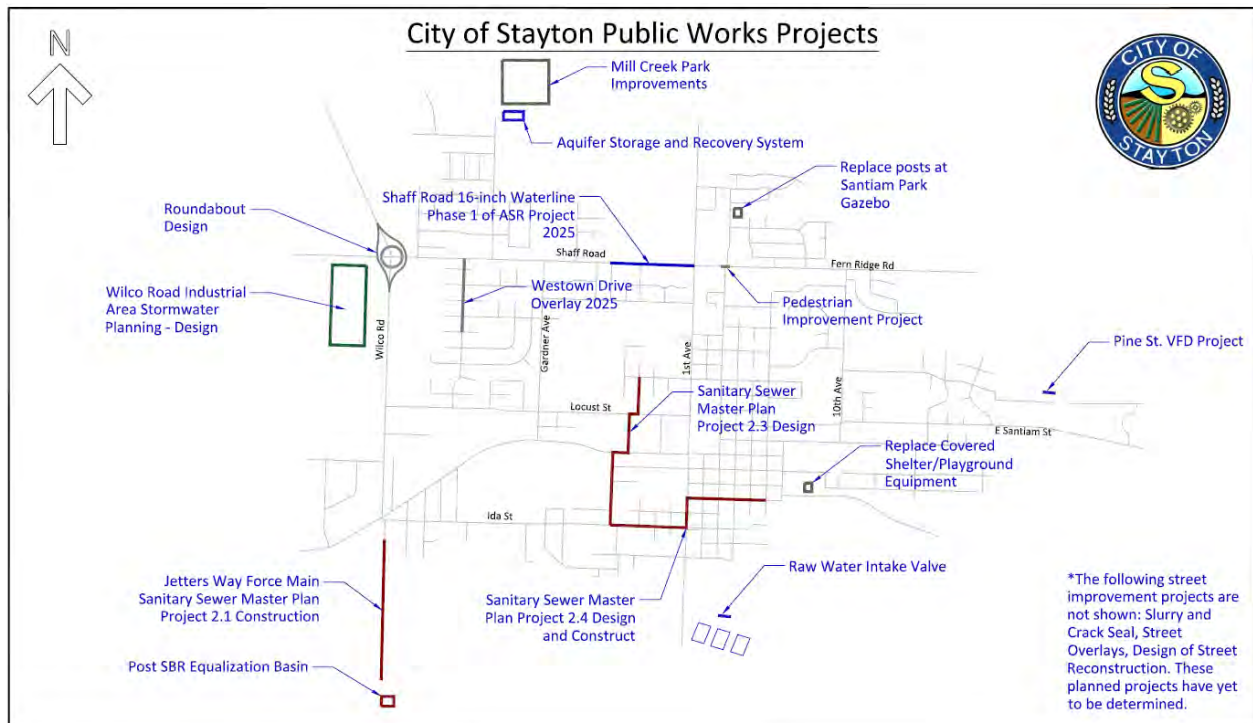 City of Stayton Public Works Projects
N
CITY OF
S
STAYTON
Mill Creek Park
Improvements
Aquifer Storage and Recovery System
Replace posts at
Santiam Park
Gazebo
Shaff Road 16-inch Waterline
Phase 1 of ASR Project
2025
Roundabout
Design
Shaff Road
Fern Ridge Rd
Wilco Road Industrial
Area Stormwater
Planning - Design
Westown Drive
Overlay 2025
Pedestrian
Improvement Project
Wilco Rd
Gardner Ave
1st Ave
10th Ave
Pine St. VFD Project
Sanitary Sewer
Master Plan
Project 2.3 Design
Locust St
E Santiam St
Replace Covered
Shelter/Playground
Equipment
Ida St
Raw Water Intake Valve
Jetters Way Force Main
Sanitary Sewer Master Plan
Project 2.1 Construction
Sanitary Sewer Master
Plan Project 2.4 Design
and Construct
Post SBR Equalization Basin
*The following street
improvement projects are
not shown: Slurry and
Crack Seal, Street
Overlays, Design of Street
Reconstruction. These
planned projects have yet
to be determined.